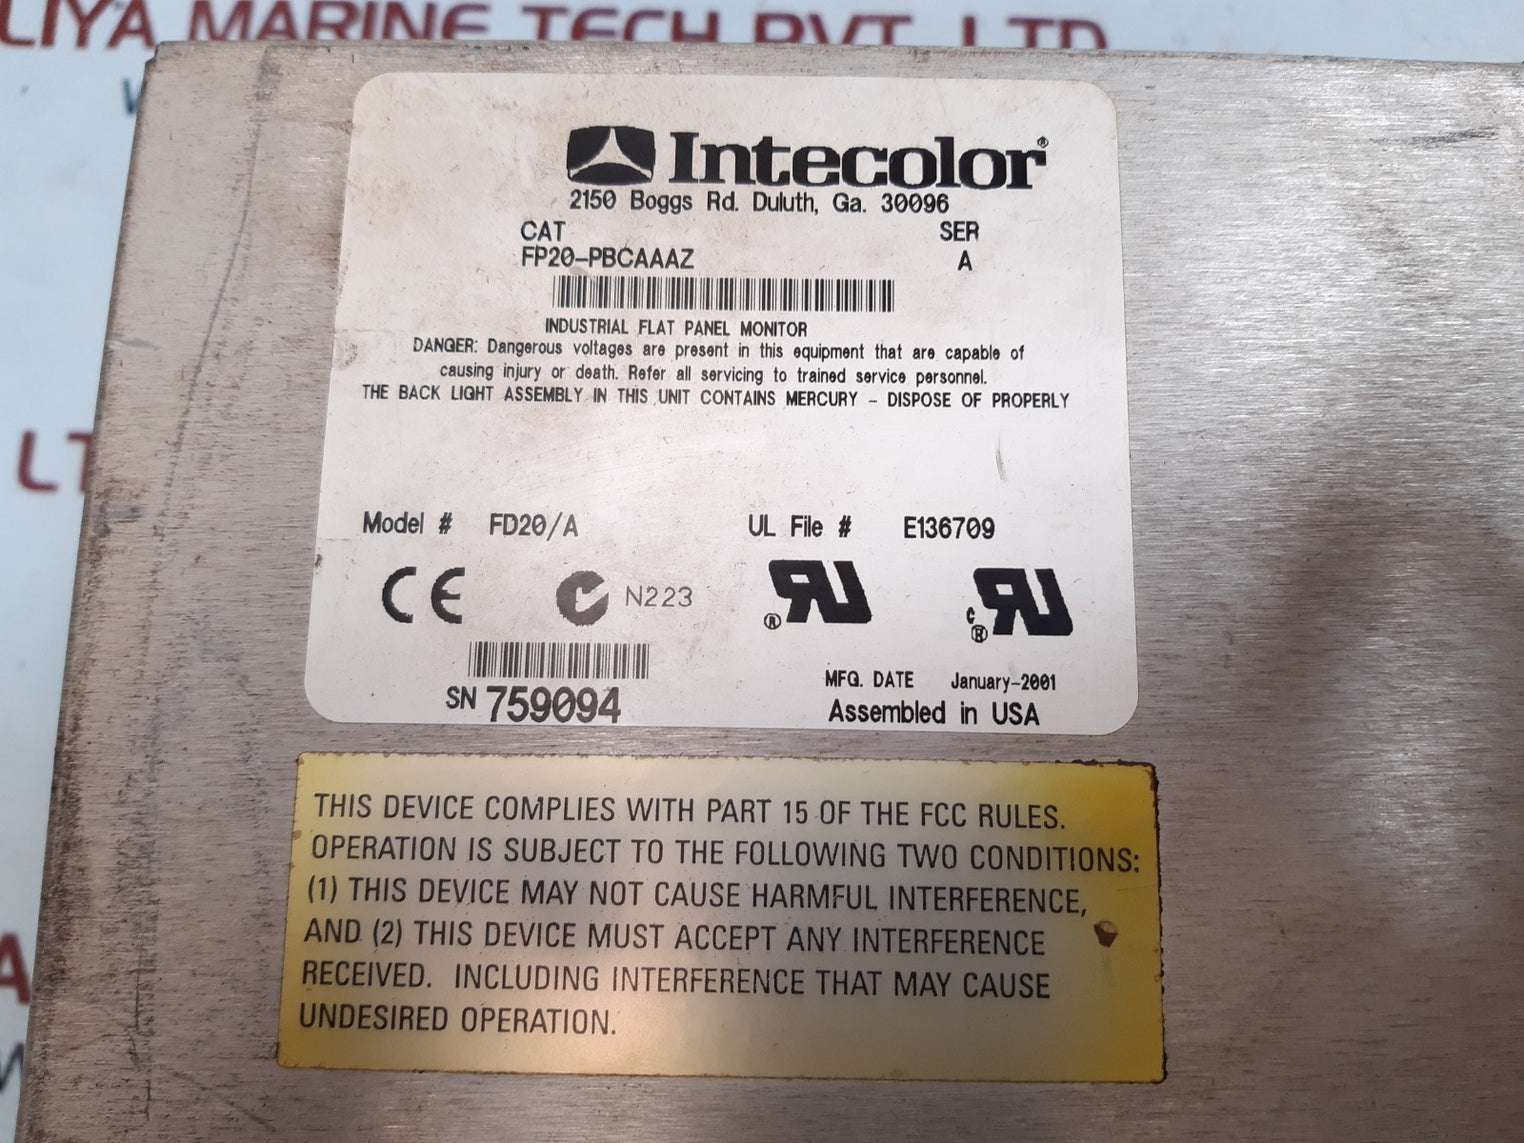 LIYA MARINE TECH PVT. LTD
Intecolor®
2150 Boggs Rd. Duluth, Ga. 30096
CAT SER
FP20-PBCAAAZ A
INDUSTRIAL FLAT PANEL MONITOR
DANGER: Dangerous voltages are present in this equipment that are capable of
causing injury or death. Refer all servicing to trained service personnel.
THE BACK LIGHT ASSEMBLY IN THIS UNIT CONTAINS MERCURY - DISPOSE OF PROPERLY
Model # FD20/A UL File # E136709
CE N223 ® c ®
MFG. DATE January-2001
SN 759094 Assembled in USA
THIS DEVICE COMPLIES WITH PART 15 OF THE FCC RULES.
OPERATION IS SUBJECT TO THE FOLLOWING TWO CONDITIONS:
(1) THIS DEVICE MAY NOT CAUSE HARMFUL INTERFERENCE,
AND (2) THIS DEVICE MUST ACCEPT ANY INTERFERENCE
RECEIVED. INCLUDING INTERFERENCE THAT MAY CAUSE
UNDESIRED OPERATION.